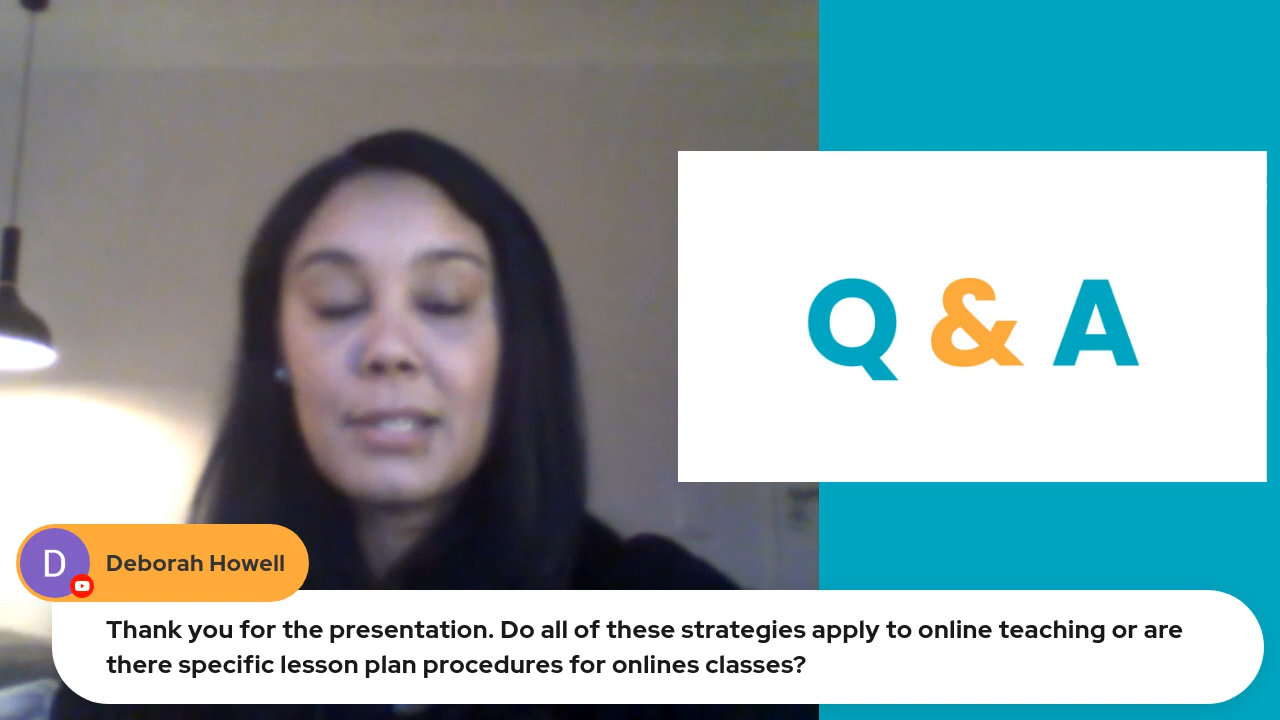 Q & A
D
Deborah Howell
Thank you for the presentation. Do all of these strategies apply to online teaching or are
there specific lesson plan procedures for onlines classes?